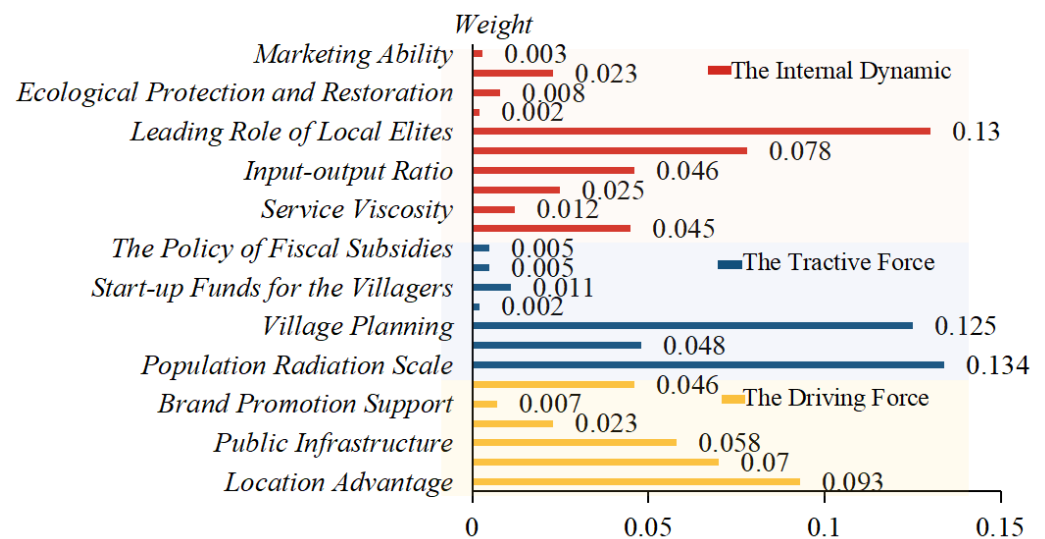 Weight
Marketing Ability 0.003
0.023
The Internal Dynamic
Ecological Protection and Restoration 0.008
0.002
Leading Role of Local Elites 0.13
0.078
Input-output Ratio 0.046
0.025
Service Viscosity 0.012
0.045
The Policy of Fiscal Subsidies 0.005
The Tractive Force
0.005
Start-up Funds for the Villagers 0.011
0.002
Village Planning 0.125
0.048
Population Radiation Scale 0.134
0.046
The Driving Force
Brand Promotion Support 0.007
0.023
Public Infrastructure 0.058
0.07
Location Advantage 0.093
0 0.05 0.1 0.15